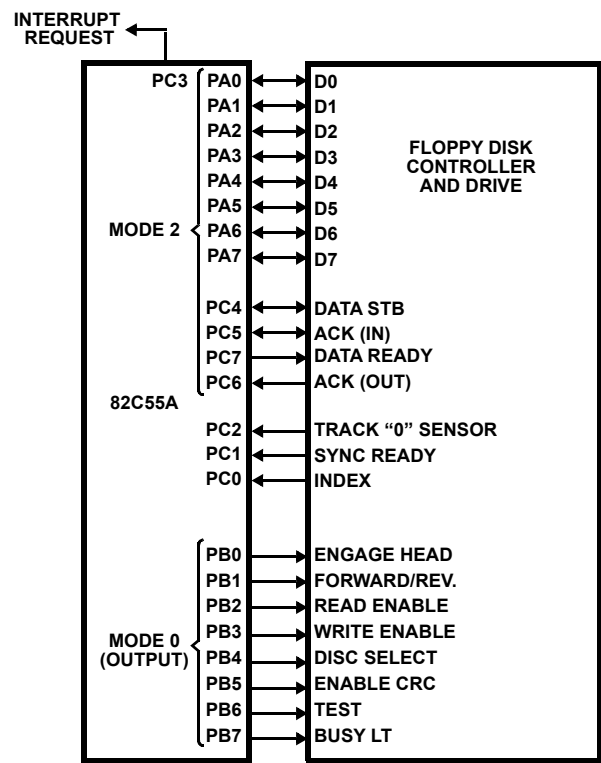 INTERRUPT
REQUEST
PC3 PA0 D0
PA1 D1
PA2 D2
PA3 D3
PA4 D4
PA5 D5
PA6 D6
PA7 D7
MODE 2
FLOPPY DISK
CONTROLLER
AND DRIVE
PC4 DATA STB
PC5 ACK (IN)
PC7 DATA READY
PC6 ACK (OUT)
82C55A
PC2 TRACK “0” SENSOR
PC1 SYNC READY
PC0 INDEX
PB0 ENGAGE HEAD
PB1 FORWARD/REV.
PB2 READ ENABLE
PB3 WRITE ENABLE
PB4 DISC SELECT
PB5 ENABLE CRC
PB6 TEST
PB7 BUSY LT
MODE 0
(OUTPUT)